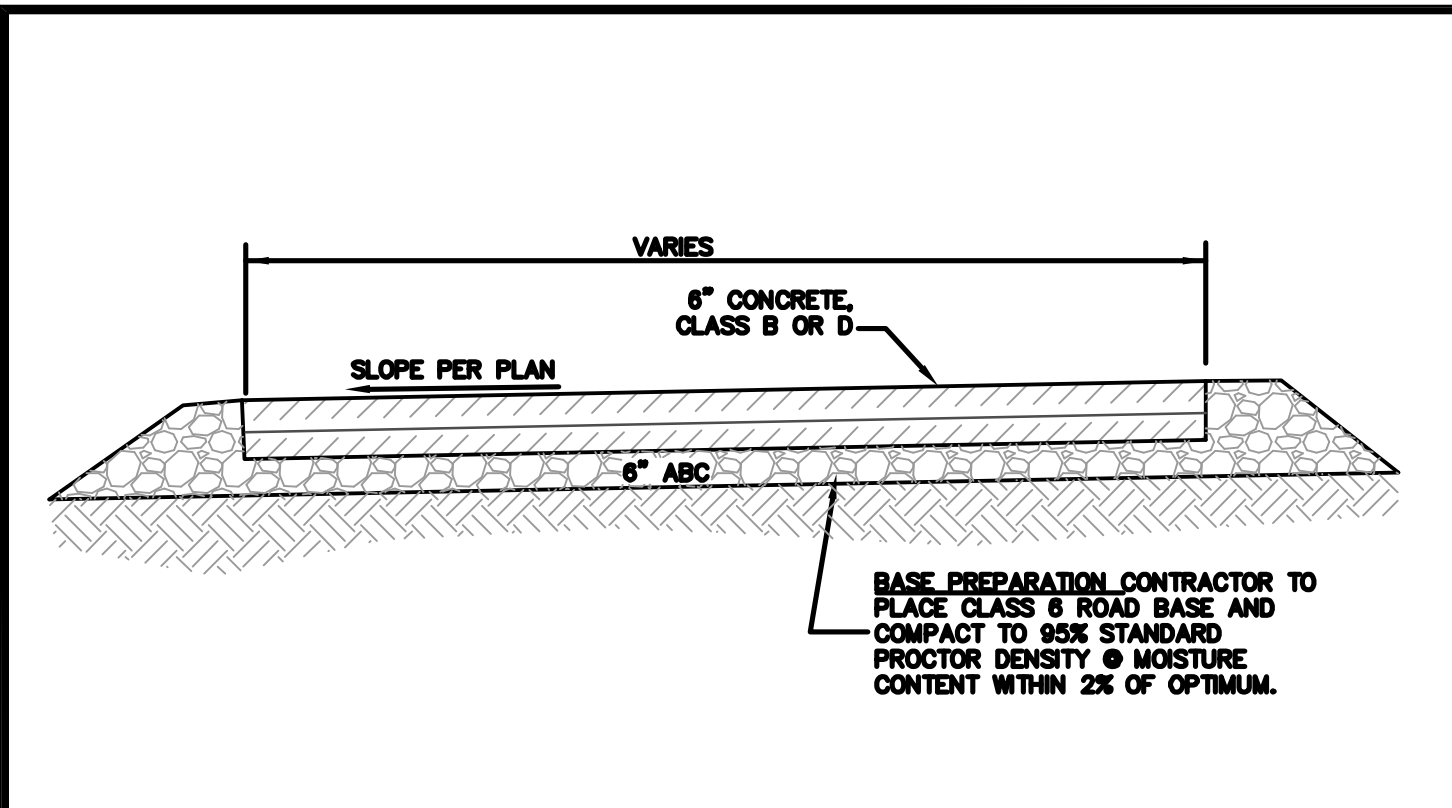 VARIES
6" CONCRETE,
CLASS B OR D
SLOPE PER PLAN
6" ABC
BASE PREPARATION CONTRACTOR TO
PLACE CLASS 6 ROAD BASE AND
COMPACT TO 95% STANDARD
PROCTOR DENSITY @ MOISTURE
CONTENT WITHIN 2% OF OPTIMUM.